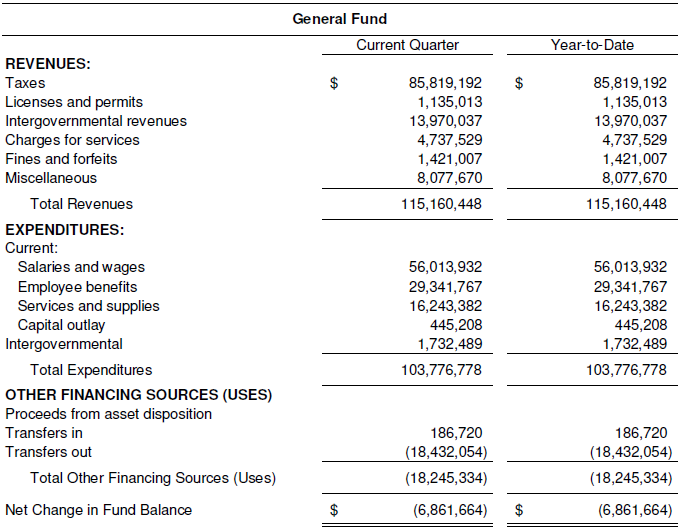 General Fund
Current Quarter Year-to-Date
REVENUES:
Taxes $ 85,819,192 $ 85,819,192
Licenses and permits 1,135,013 1,135,013
Intergovernmental revenues 13,970,037 13,970,037
Charges for services 4,737,529 4,737,529
Fines and forfeits 1,421,007 1,421,007
Miscellaneous 8,077,670 8,077,670
Total Revenues 115,160,448 115,160,448
EXPENDITURES:
Current:
Salaries and wages 56,013,932 56,013,932
Employee benefits 29,341,767 29,341,767
Services and supplies 16,243,382 16,243,382
Capital outlay 445,208 445,208
Intergovernmental 1,732,489 1,732,489
Total Expenditures 103,776,778 103,776,778
OTHER FINANCING SOURCES (USES)
Proceeds from asset disposition
Transfers in 186,720 186,720
Transfers out (18,432,054) (18,432,054)
Total Other Financing Sources (Uses) (18,245,334) (18,245,334)
Net Change in Fund Balance $ (6,861,664) $ (6,861,664)